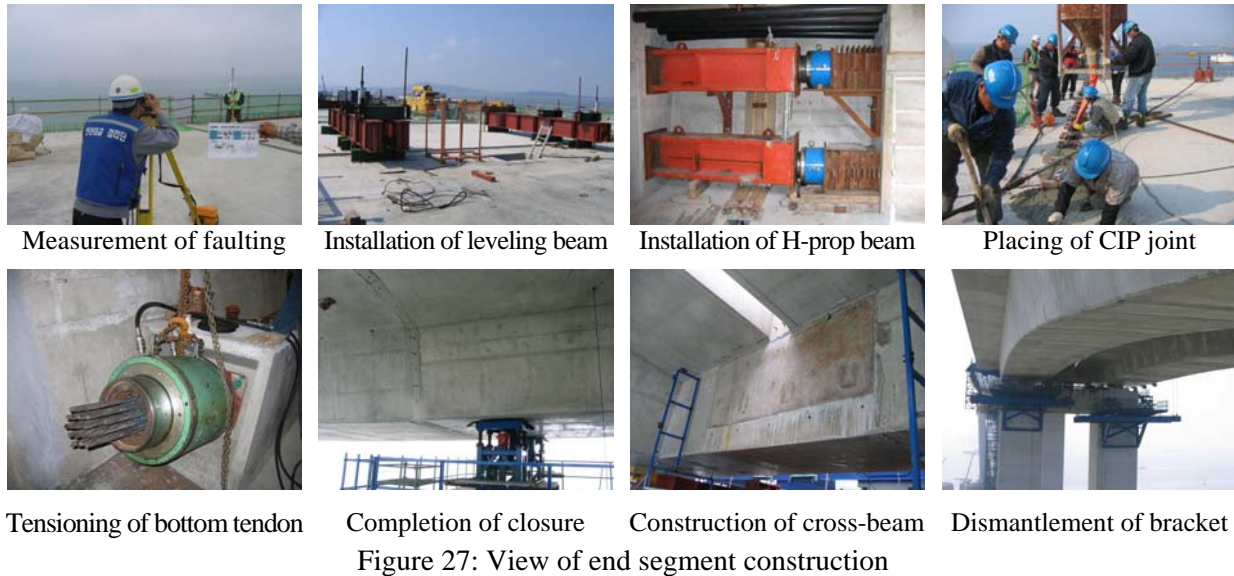 Measurement of faulting
Installation of leveling beam
Installation of H-prop beam
Placing of CIP joint
Tensioning of bottom tendon
Completion of closure
Construction of cross-beam
Dismantlement of bracket
Figure 27: View of end segment construction